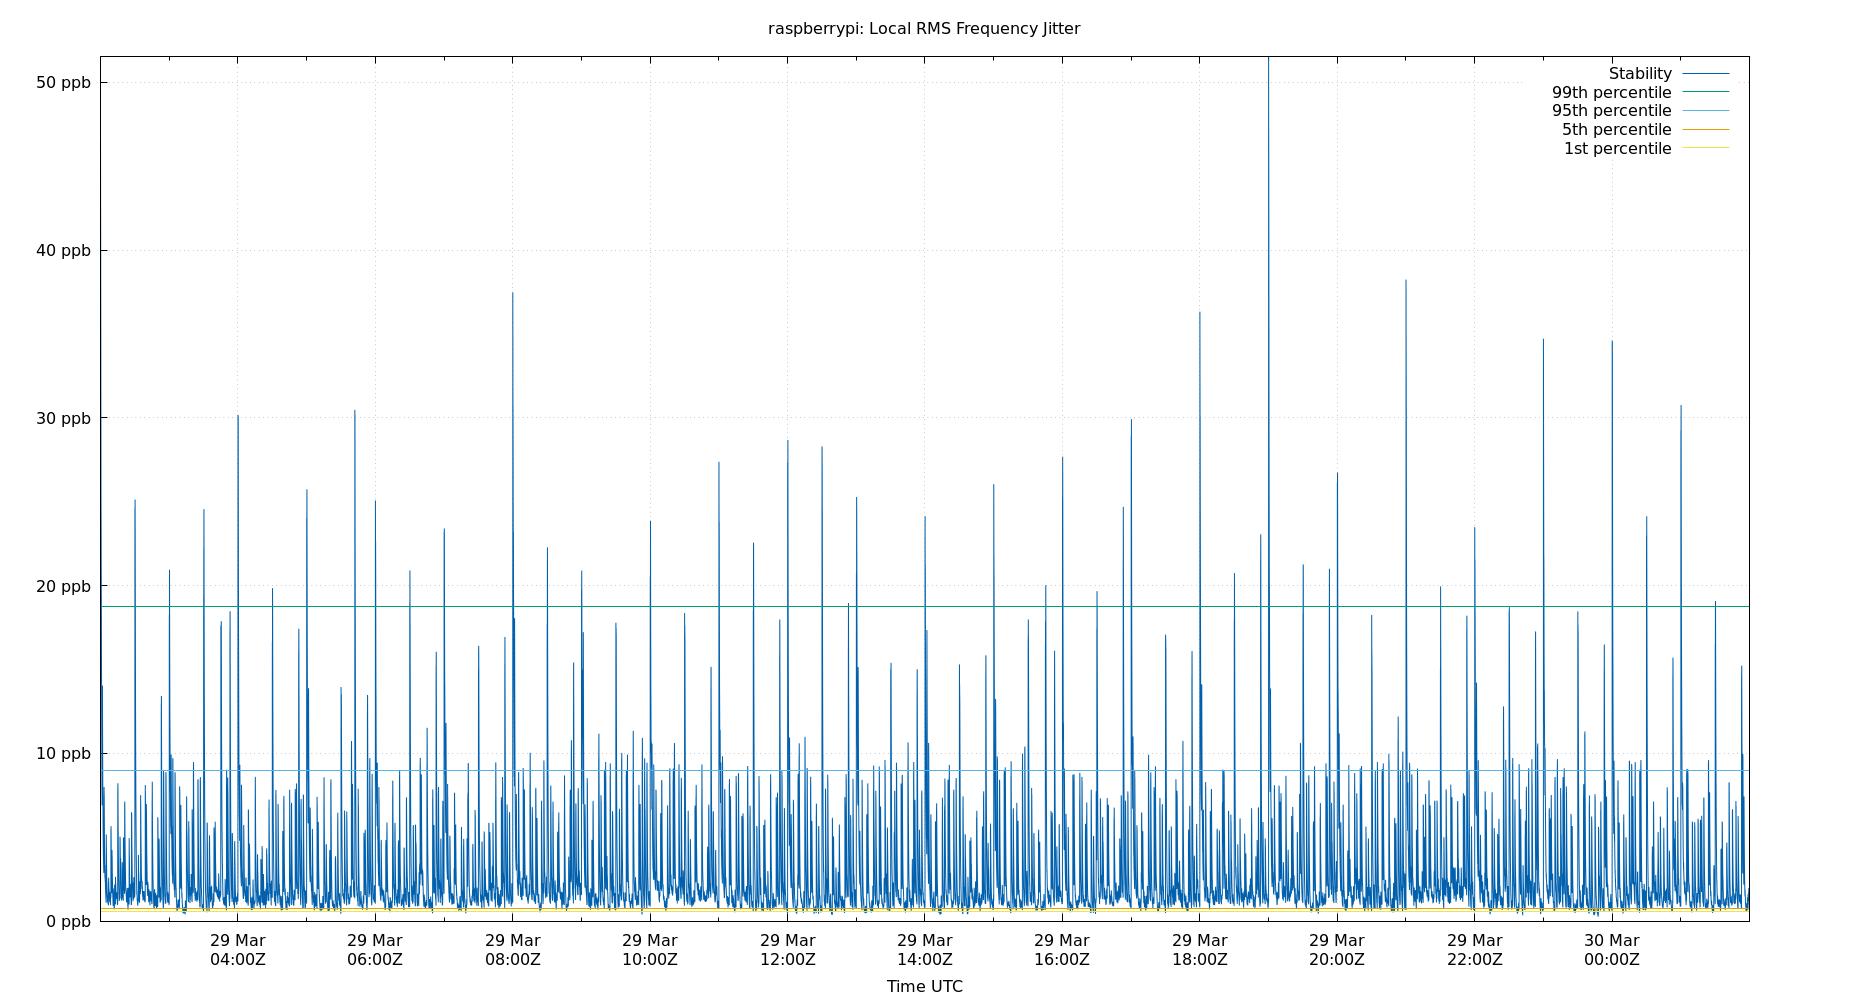 raspberrypi: Local RMS Frequency Jitter
50 ppb
40 ppb
30 ppb
20 ppb
10 ppb
0 ppb
Stability
99th percentile
95th percentile
5th percentile
1st percentile
29 Mar 29 Mar 29 Mar 29 Mar 29 Mar 29 Mar 29 Mar 29 Mar 29 Mar 29 Mar 30 Mar
04:00Z 06:00Z 08:00Z 10:00Z 12:00Z 14:00Z 16:00Z 18:00Z 20:00Z 22:00Z 00:00Z
Time UTC